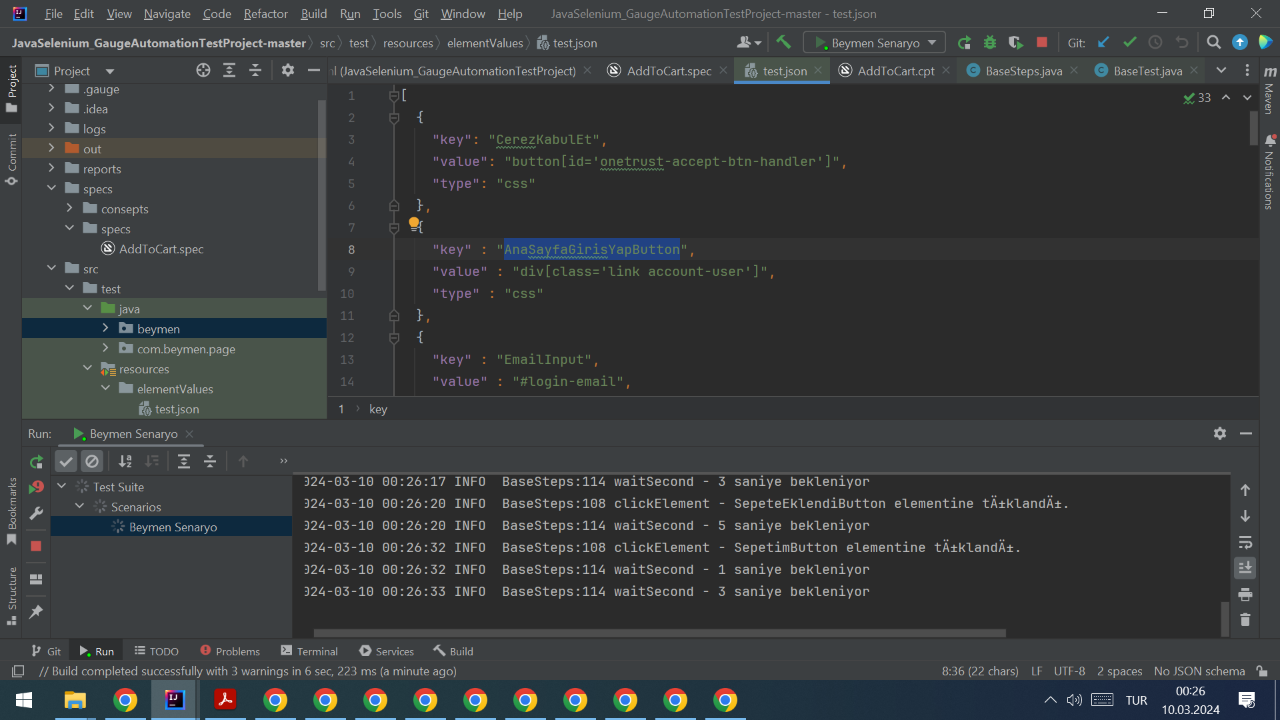 File Edit View Navigate Code Refactor Build Run Tools Git Window Help JavaSelenium_GaugeAutomationTestProject-master - test.json
JavaSelenium_GaugeAutomationTestProject-master src test resources elementValues test.json Beymen Senaryo Git:
Project
Project
l (JavaSelenium_GaugeAutomationTestProject) AddToCart.spec test.json AddToCart.cpt BaseSteps.java BaseTest.java
Maven
Notifications
Commit
Bookmarks
Structure
.gauge
.idea
logs
out
reports
specs
consepts
specs
AddToCart.spec
src
test
java
beymen
com.beymen.page
resources
elementValues
test.json
33
1 [
2 {
3 "key": "CerezKabulEt",
4 "value": "button[id='onetrust-accept-btn-handler']",
5 "type": "css"
6 },
7 {
8 "key" : "AnaSayfaGirisYapButton",
9 "value" : "div[class='link account-user']",
10 "type" : "css"
11 },
12 {
13 "key" : "EmailInput",
14 "value" : "#login-email",
1 key
Run: Beymen Senaryo
Test Suite
Scenarios
Beymen Senaryo
024-03-10 00:26:17 INFO BaseSteps:114 waitSecond - 3 saniye bekleniyor
024-03-10 00:26:20 INFO BaseSteps:108 clickElement - SepeteEklendiButton elementine tÄ±klandÄ±.
024-03-10 00:26:20 INFO BaseSteps:114 waitSecond - 5 saniye bekleniyor
024-03-10 00:26:32 INFO BaseSteps:108 clickElement - SepetimButton elementine tÄ±klandÄ±.
024-03-10 00:26:32 INFO BaseSteps:114 waitSecond - 1 saniye bekleniyor
024-03-10 00:26:33 INFO BaseSteps:114 waitSecond - 3 saniye bekleniyor
Git Run TODO Problems Terminal Services Build
// Build completed successfully with 3 warnings in 6 sec, 223 ms (a minute ago) 8:36 (22 chars) LF UTF-8 2 spaces No JSON schema
TUR 00:26
10.03.2024